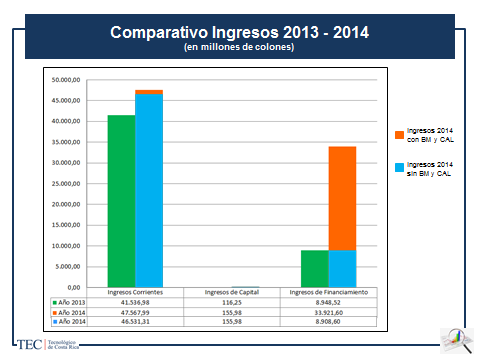 Comparativo Ingresos 2013 - 2014
(en millones de colones)
50.000,00
45.000,00
40.000,00
35.000,00
30.000,00
25.000,00
20.000,00
15.000,00
10.000,00
5.000,00
0,00
Ingresos Corrientes Ingresos de Capital Ingresos de Financiamiento
Año 2013 41.536,98 116,25 8.948,52
Año 2014 47.567,99 155,98 33.921,60
Año 2014 46.531,31 155,98 8.908,60
Ingresos 2014
con BM y CAL
Ingresos 2014
sin BM y CAL
TEC Tecnológico
de Costa Rica